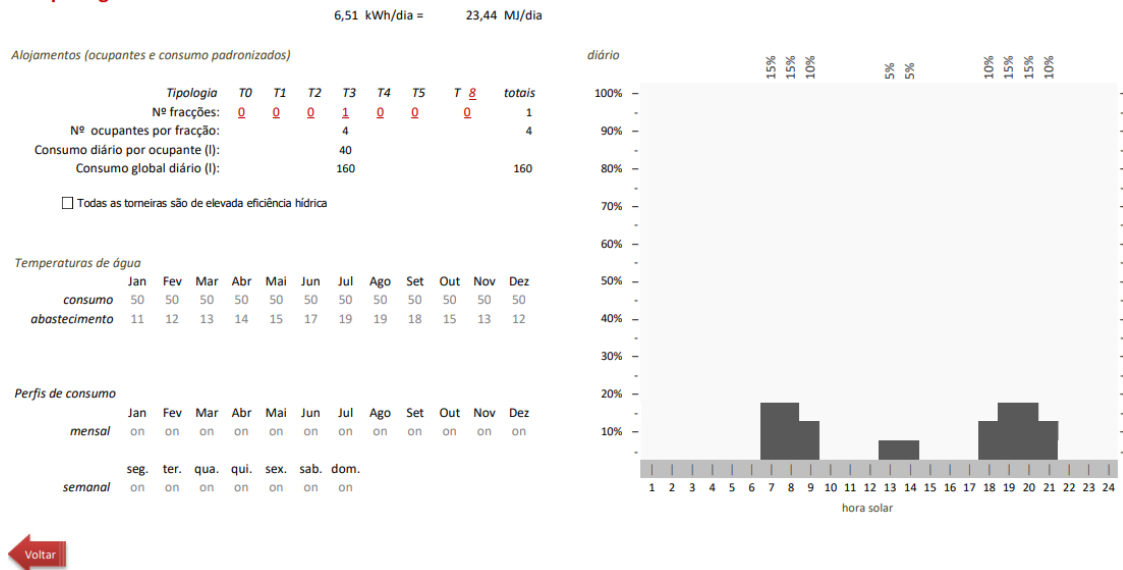 6,51 kWh/dia = 23,44 MJ/dia
Alojamentos (ocupantes e consumo padronizados)
Tipologia T0 T1 T2 T3 T4 T5 T 8 totais
Nº fracções: 0 0 0 1 0 0 0 1
Nº ocupantes por fracção: 4 4
Consumo diário por ocupante (l): 40
Consumo global diário (l): 160 160
Todas as torneiras são de elevada eficiência hídrica
Temperaturas de água
Jan Fev Mar Abr Mai Jun Jul Ago Set Out Nov Dez
consumo 50 50 50 50 50 50 50 50 50 50 50 50
abastecimento 11 12 13 14 15 17 19 19 18 15 13 12
Perfis de consumo
Jan Fev Mar Abr Mai Jun Jul Ago Set Out Nov Dez
mensal on on on on on on on on on on on on
seg. ter. qua. qui. sex. sab. dom.
semanal on on on on on on on
Voltar
diário
15% 15% 10% 5% 5% 10% 15% 15% 10%
100%
90%
80%
70%
60%
50%
40%
30%
20%
10%
1 2 3 4 5 6 7 8 9 10 11 12 13 14 15 16 17 18 19 20 21 22 23 24
hora solar